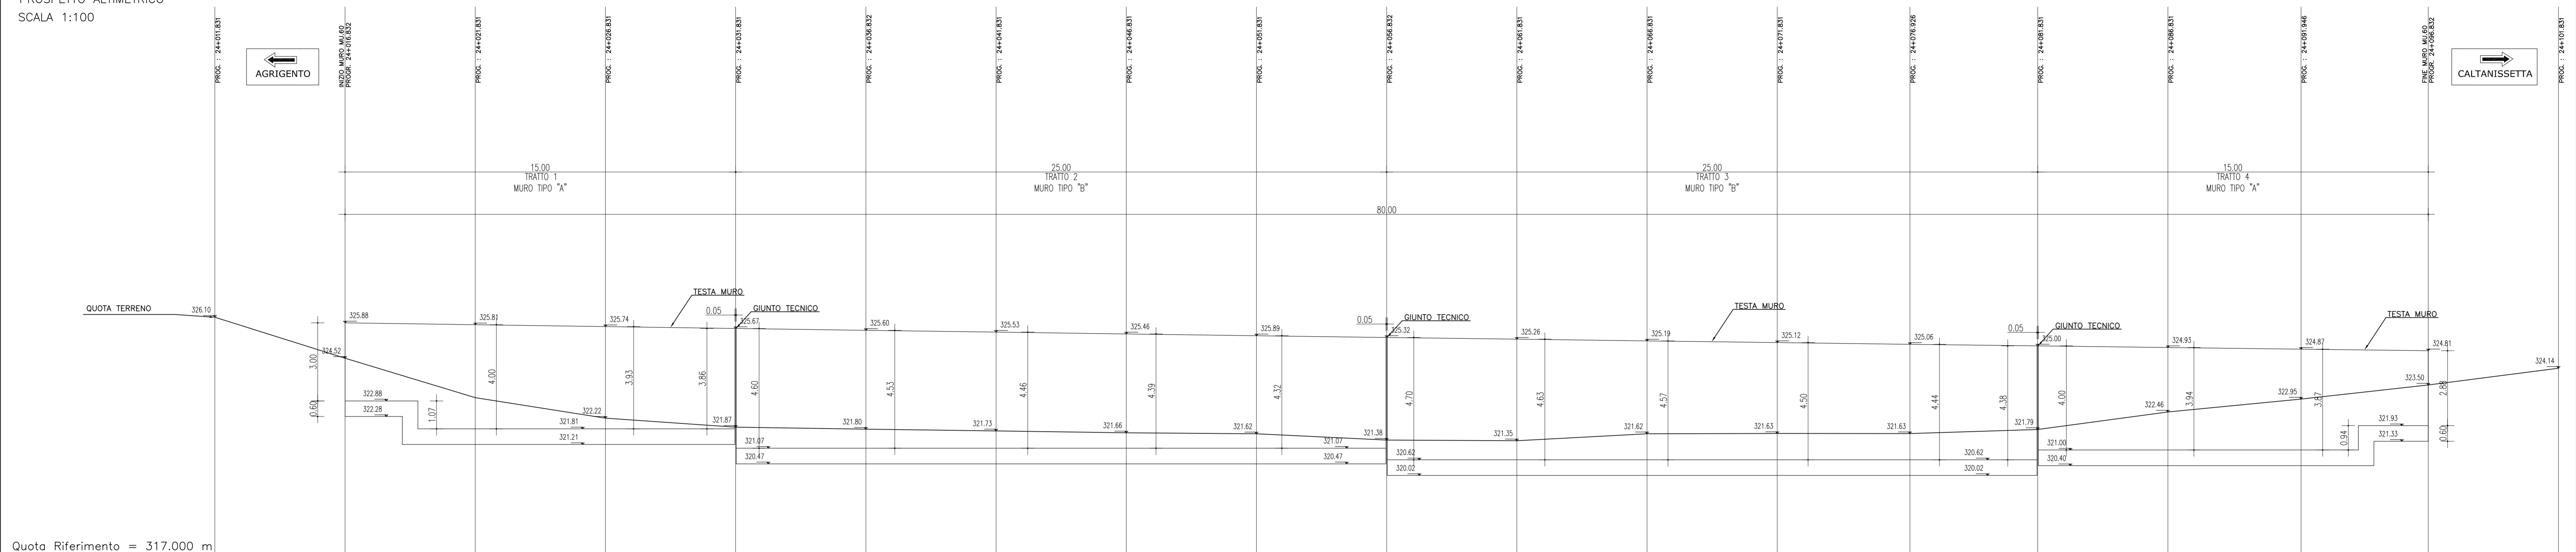 PROSPETTO ALTIMETRICO
SCALA 1:100
PROG. : 24+011.831
INIZIO MURO MU.60
PROGR. 24+016.832
PROG. : 24+021.831
PROG. : 24+026.831
PROG. : 24+031.831
PROG. : 24+036.832
PROG. : 24+041.831
PROG. : 24+046.831
PROG. : 24+051.831
PROG. : 24+056.832
PROG. : 24+061.831
PROG. : 24+066.831
PROG. : 24+071.831
PROG. : 24+076.926
PROG. : 24+081.831
PROG. : 24+086.831
PROG. : 24+091.946
FINE MURO MU.60
PROGR. 24+096.832
PROG. : 24+101.831
AGRIGENTO
CALTANISSETTA
15.00
TRATTO 1
MURO TIPO "A"
25.00
TRATTO 2
MURO TIPO "B"
25.00
TRATTO 3
MURO TIPO "B"
15.00
TRATTO 4
MURO TIPO "A"
80.00
QUOTA TERRENO
TESTA MURO
GIUNTO TECNICO
0.05
GIUNTO TECNICO
0.05
TESTA MURO
GIUNTO TECNICO
0.05
TESTA MURO
326.10
325.88
325.81
325.74
325.67
325.60
325.53
325.46
325.89
325.32
325.26
325.19
325.12
325.06
325.00
324.93
324.87
324.81
324.14
3.00
0.60
1.07
4.00
3.93
3.86
4.60
4.53
4.46
4.39
4.32
4.70
4.63
4.57
4.50
4.44
4.38
4.00
3.94
3.87
0.94
2.88
0.60
324.52
322.22
321.87
321.80
321.73
321.66
321.62
321.38
321.35
321.62
321.63
321.63
321.79
322.46
322.95
323.50
322.88
322.28
321.81
321.21
321.07
320.47
321.07
320.47
320.62
320.02
320.62
320.02
321.00
320.40
321.93
321.33
Quota Riferimento = 317.000 m